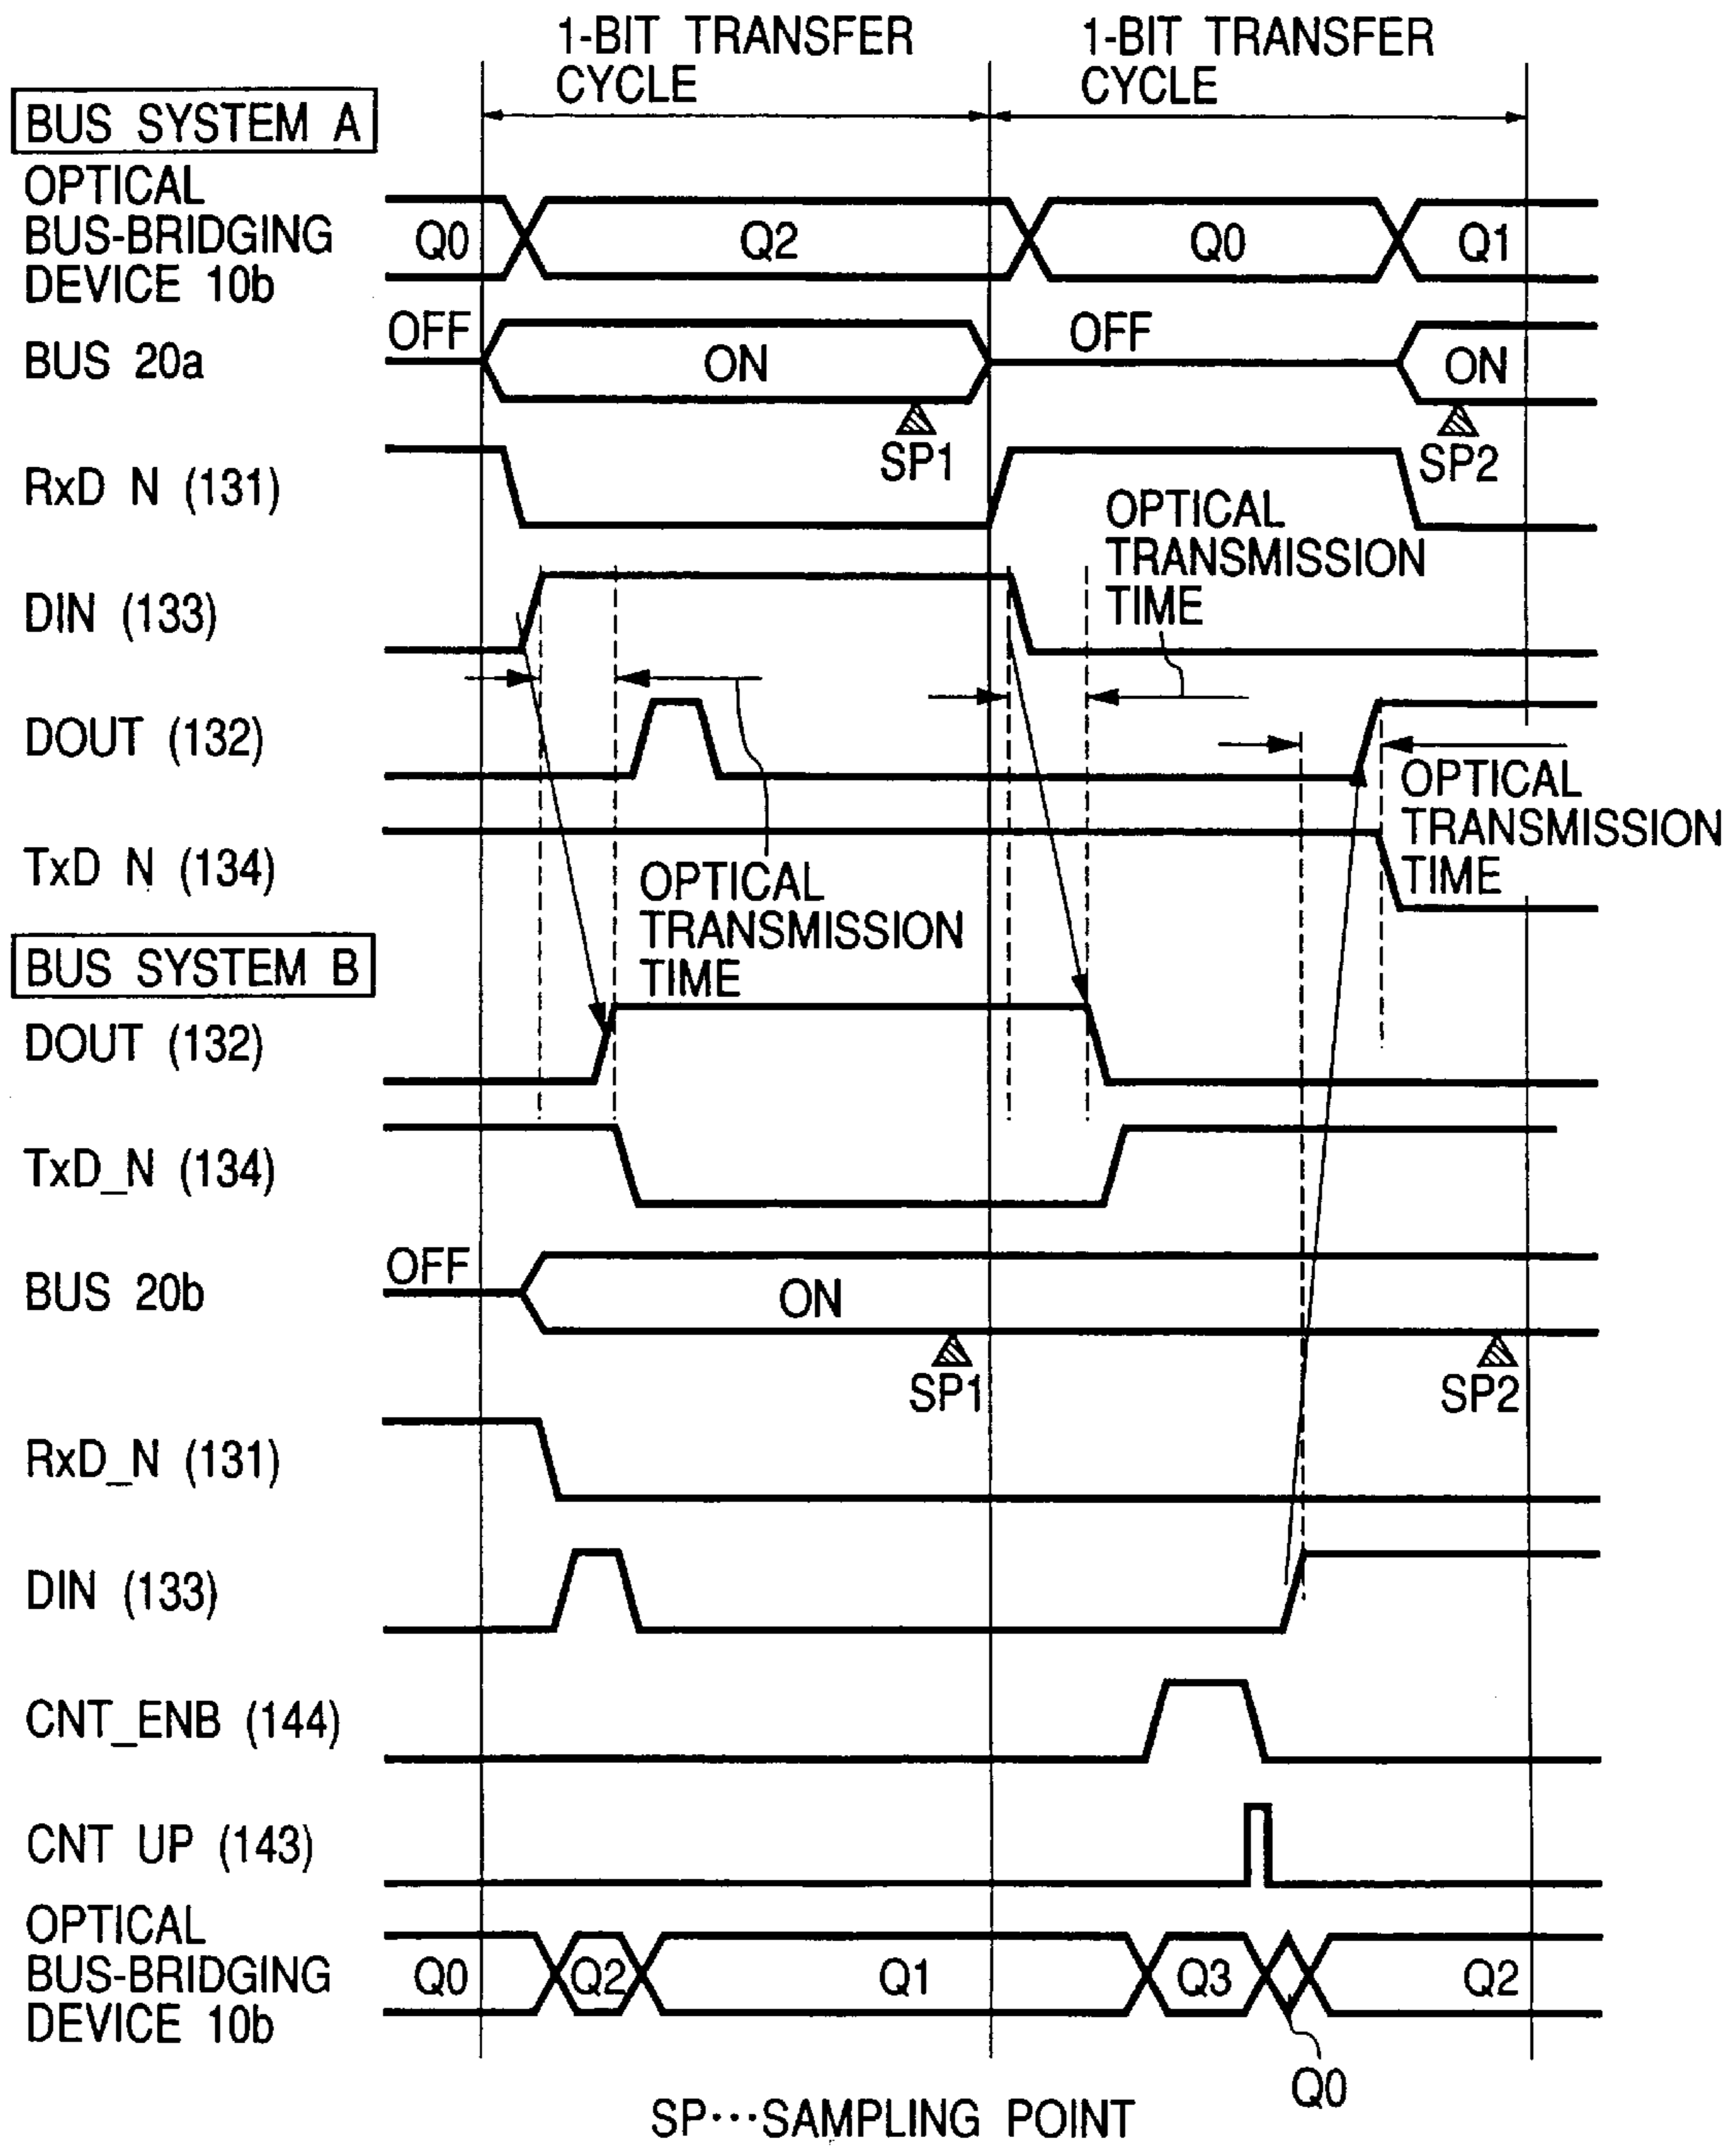 1-BIT TRANSFER
CYCLE
1-BIT TRANSFER
CYCLE
BUS SYSTEM A
OPTICAL
BUS-BRIDGING
DEVICE 10b
Q0
Q2
Q0
Q1
BUS 20a
OFF
ON
OFF
ON
SP1
SP2
RxD N (131)
OPTICAL
TRANSMISSION
TIME
DIN (133)
DOUT (132)
OPTICAL
TRANSMISSION
TIME
TxD N (134)
OPTICAL
TRANSMISSION
TIME
BUS SYSTEM B
DOUT (132)
TxD_N (134)
BUS 20b
OFF
ON
SP1
SP2
RxD_N (131)
DIN (133)
CNT_ENB (144)
CNT UP (143)
OPTICAL
BUS-BRIDGING
DEVICE 10b
Q0
Q2
Q1
Q3
Q2
Q0
SP···SAMPLING POINT